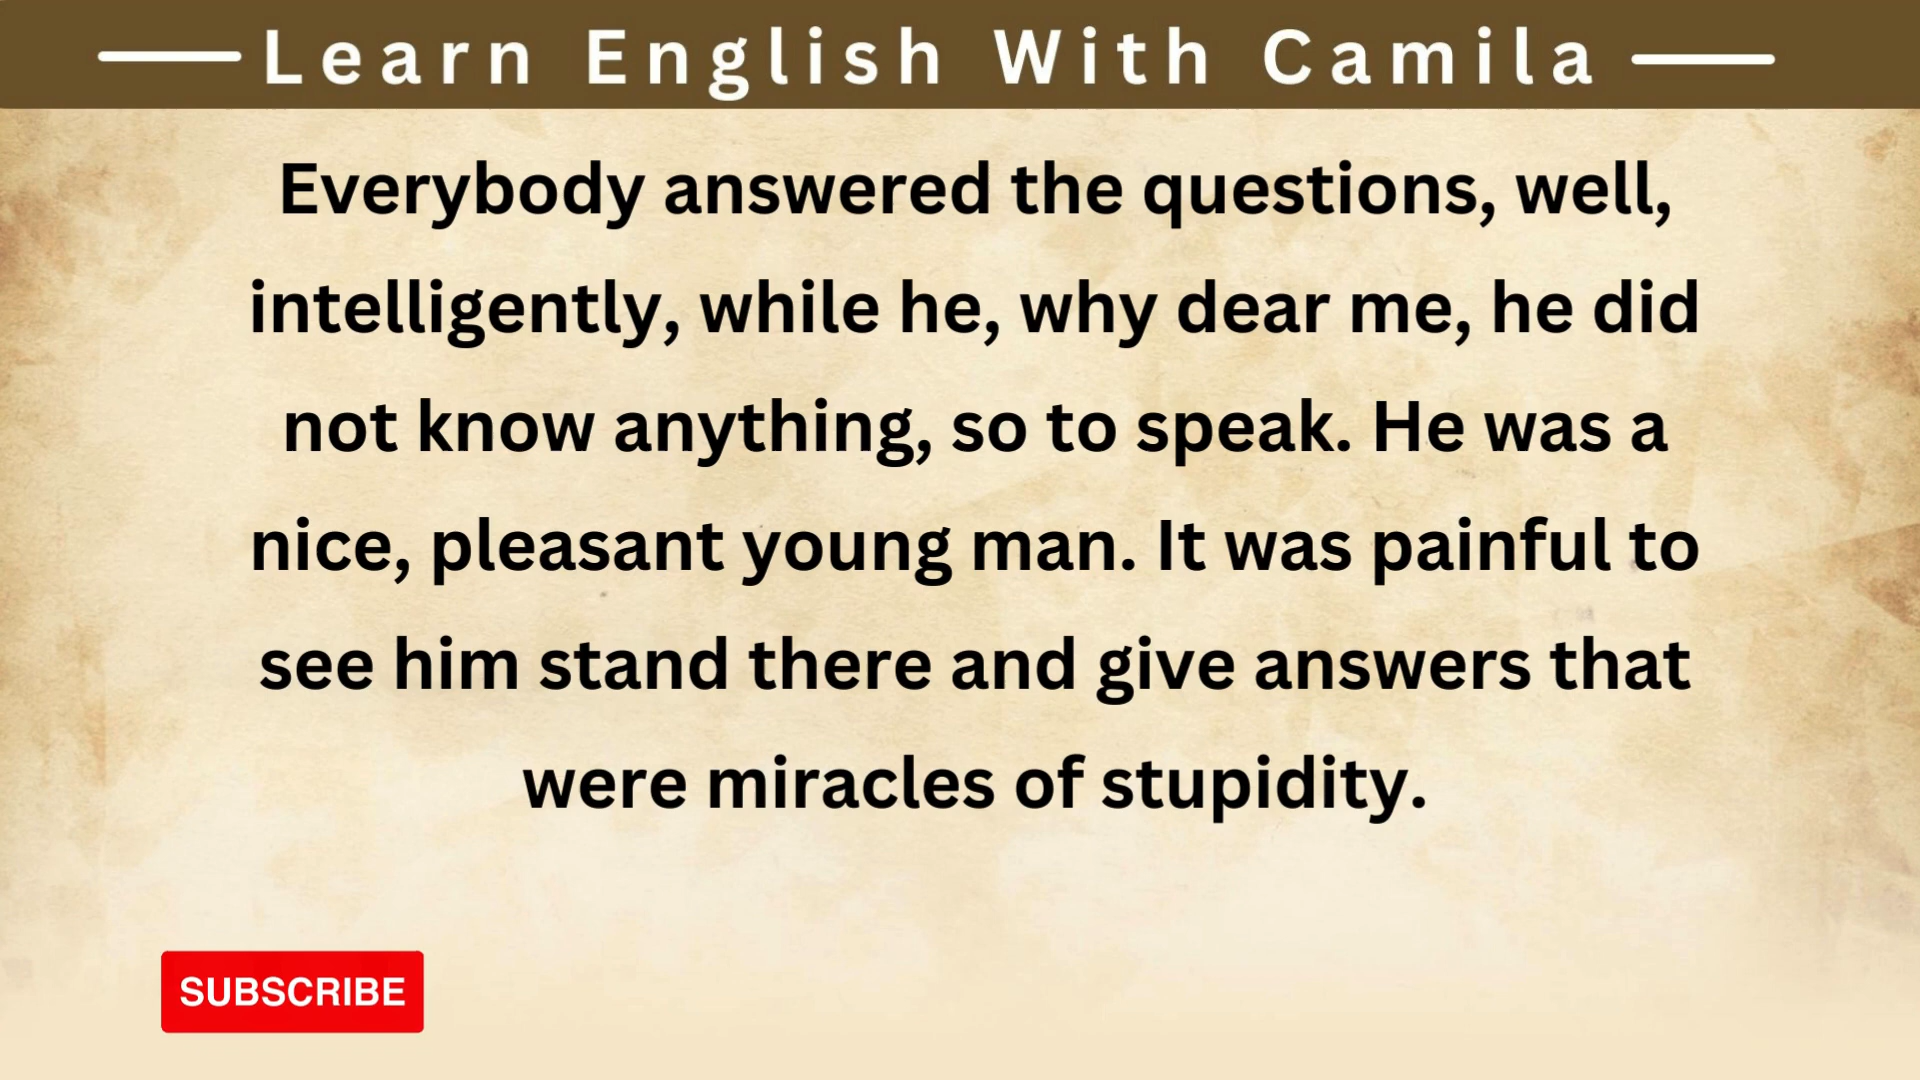 Learn English With Camila
Everybody answered the questions, well,
intelligently, while he, why dear me, he did
not know anything, so to speak. He was a
nice, pleasant young man. It was painful to
see him stand there and give answers that
were miracles of stupidity.
SUBSCRIBE